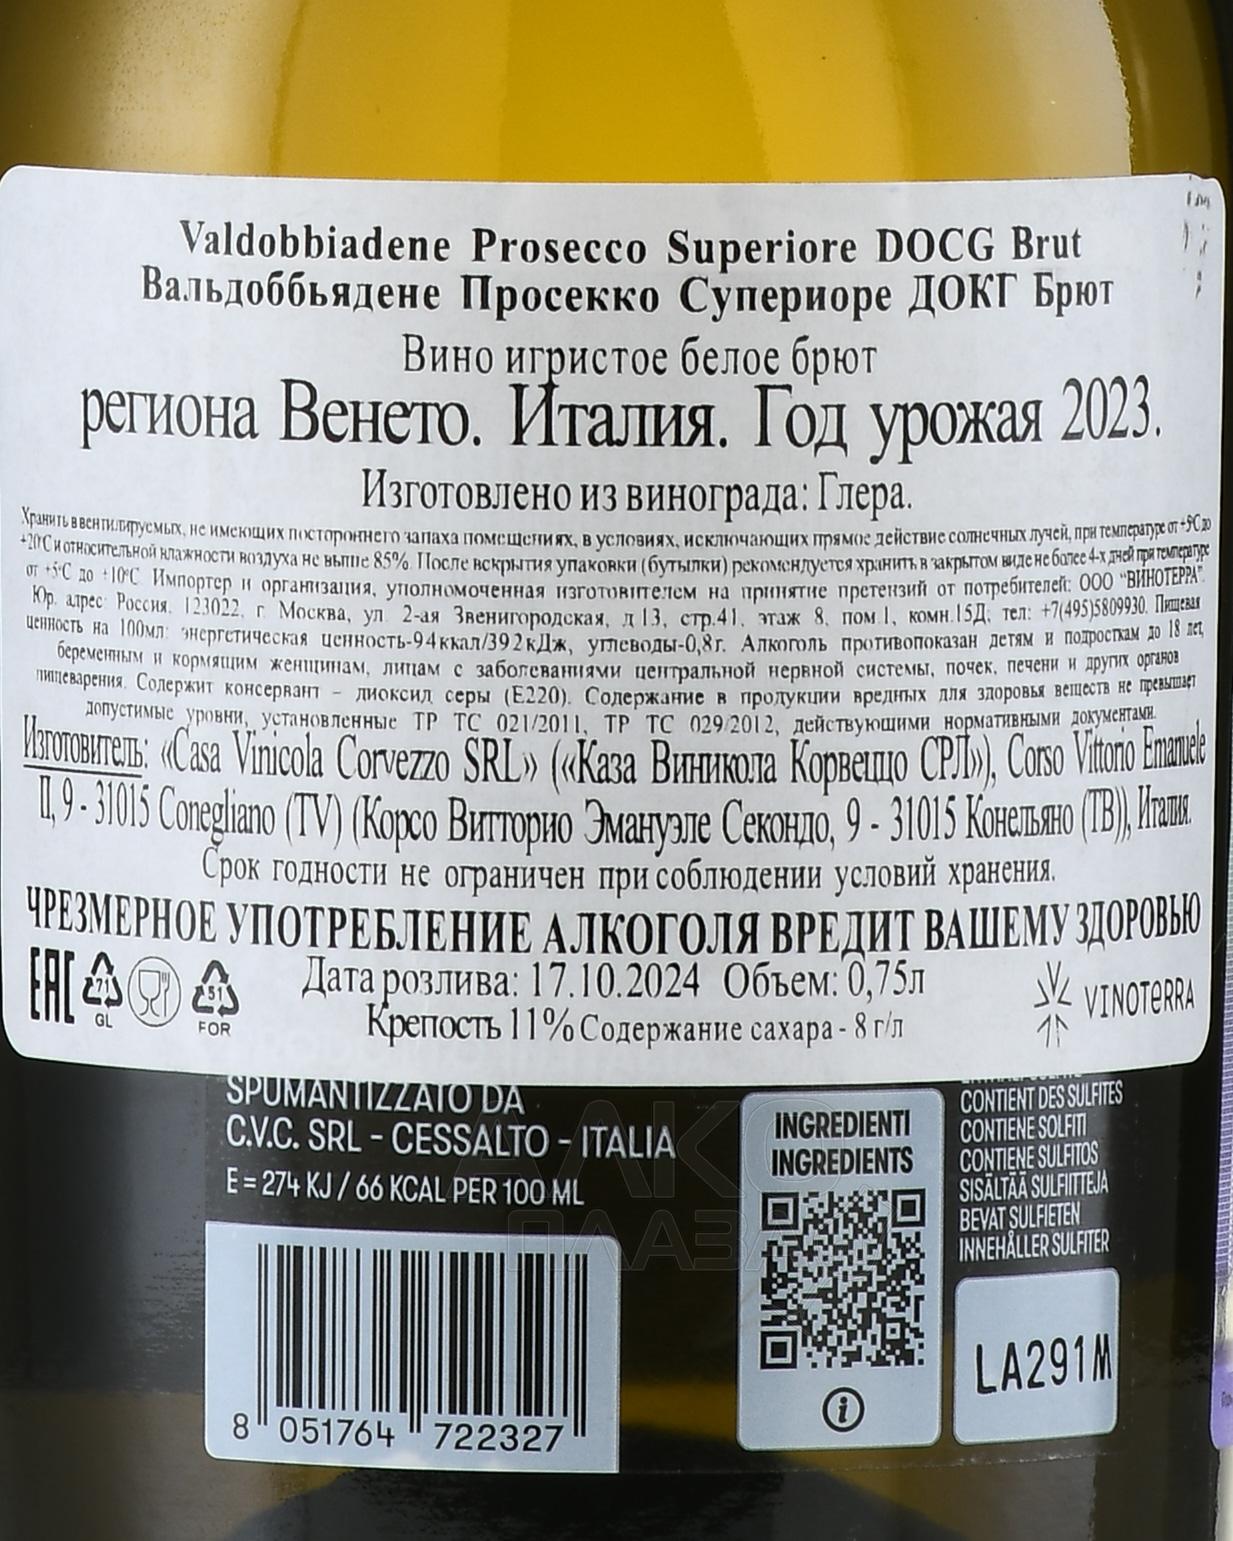 Valdobbiadene Prosecco Superiore DOCG Brut
Вальдоббьядене Просекко Супериоре ДОКГ Брют
Вино игристое белое брют
региона Венето. Италия. Год урожая 2023.
Изготовлено из винограда: Глера.
Хранить в вентилируемых, не имеющих постороннего запаха помещениях, в условиях, исключающих прямое действие солнечных лучей, при температуре от +5°C до
+20°C и относительной влажности воздуха не выше 85%. После вскрытия упаковки (бутылки) рекомендуется хранить в закрытом виде не более 4-х дней при температуре
от +5°C до +10°C. Импортер и организация, уполномоченная изготовителем на принятие претензий от потребителей: ООО "ВИНОТЕРРА".
Юр. адрес: Россия, 123022, г. Москва, ул. 2-ая Звенигородская, д.13, стр.41, этаж 8, пом.1, комн.15Д; тел: +7(495)5809930. Пищевая
ценность на 100мл: энергетическая ценность-94ккал/392кДж, углеводы-0,8г. Алкоголь противопоказан детям и подросткам до 18 лет,
беременным и кормящим женщинам, лицам с заболеваниями центральной нервной системы, почек, печени и других органов
пищеварения. Содержит консервант – диоксид серы (Е220). Содержание в продукции вредных для здоровья веществ не превышает
допустимые уровни, установленные ТР ТС 021/2011, ТР ТС 029/2012, действующими нормативными документами.
Изготовитель: «Casa Vinicola Corvezzo SRL» («Каза Виникола Корвеццо СРЛ»), Corso Vittorio Emanuele
II, 9 - 31015 Conegliano (TV) (Корсо Витторио Эмануэле Секондо, 9 - 31015 Конельяно (ТВ)), Италия.
Срок годности не ограничен при соблюдении условий хранения.
ЧРЕЗМЕРНОЕ УПОТРЕБЛЕНИЕ АЛКОГОЛЯ ВРЕДИТ ВАШЕМУ ЗДОРОВЬЮ
EAC 71 GL 51 FOR
Дата розлива: 17.10.2024 Объем: 0,75л
Крепость 11% Содержание сахара - 8 г/л
VINOTERRA
SPUMANTIZZATO DA
C.V.C. SRL - CESSALTO - ITALIA
E = 274 KJ / 66 KCAL PER 100 ML
8 051764 722327
INGREDIENTI
INGREDIENTS
i
CONTIENT DES SULFITES
CONTIENE SOLFITI
CONTIENE SULFITOS
SISÄLTÄÄ SULFIITTEJA
BEVAT SULFIETEN
INNEHÅLLER SULFITER
LA291M
АЛКО
ПЛАЗА